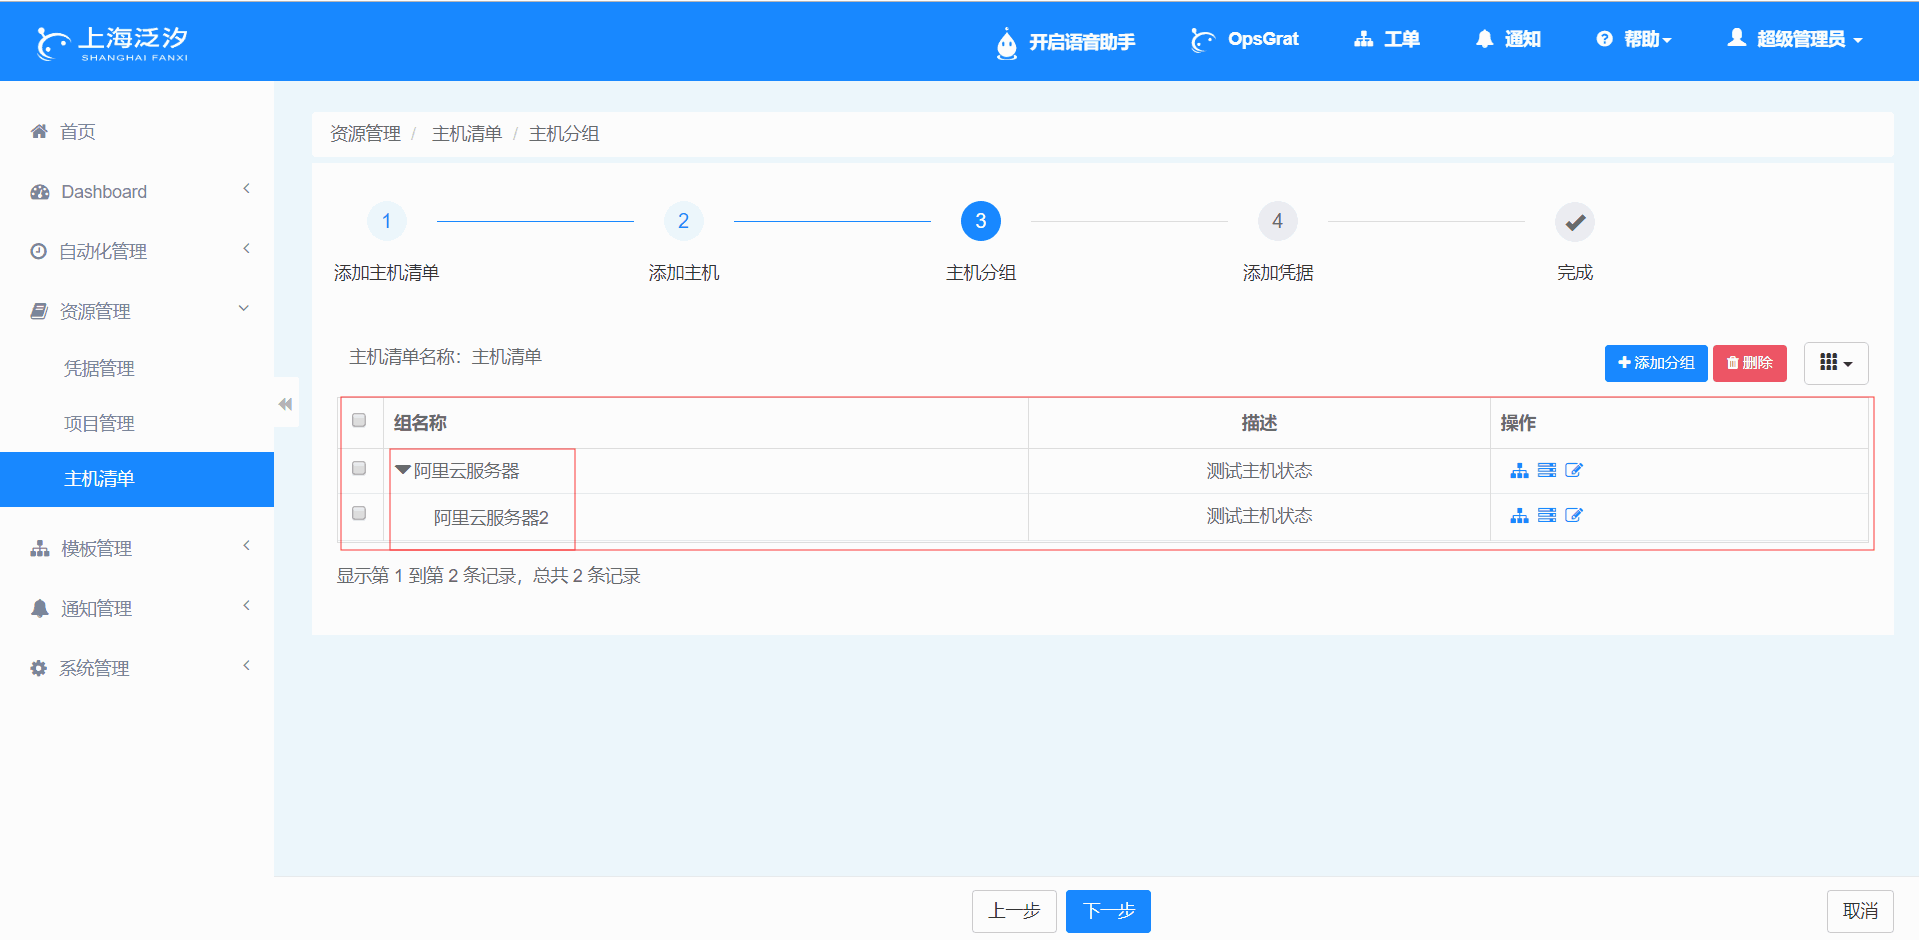 上海泛汐
SHANGHAI FANXI
开启语音助手
OpsGrat
工单
通知
帮助
超级管理员
首页
Dashboard
自动化管理
资源管理
凭据管理
项目管理
主机清单
模板管理
通知管理
系统管理
资源管理 / 主机清单 / 主机分组
1
2
3
4
添加主机清单
添加主机
主机分组
添加凭据
完成
主机清单名称：主机清单
添加分组
删除
组名称 描述 操作
阿里云服务器 测试主机状态
阿里云服务器2 测试主机状态
显示第 1 到第 2 条记录，总共 2 条记录
上一步
下一步
取消